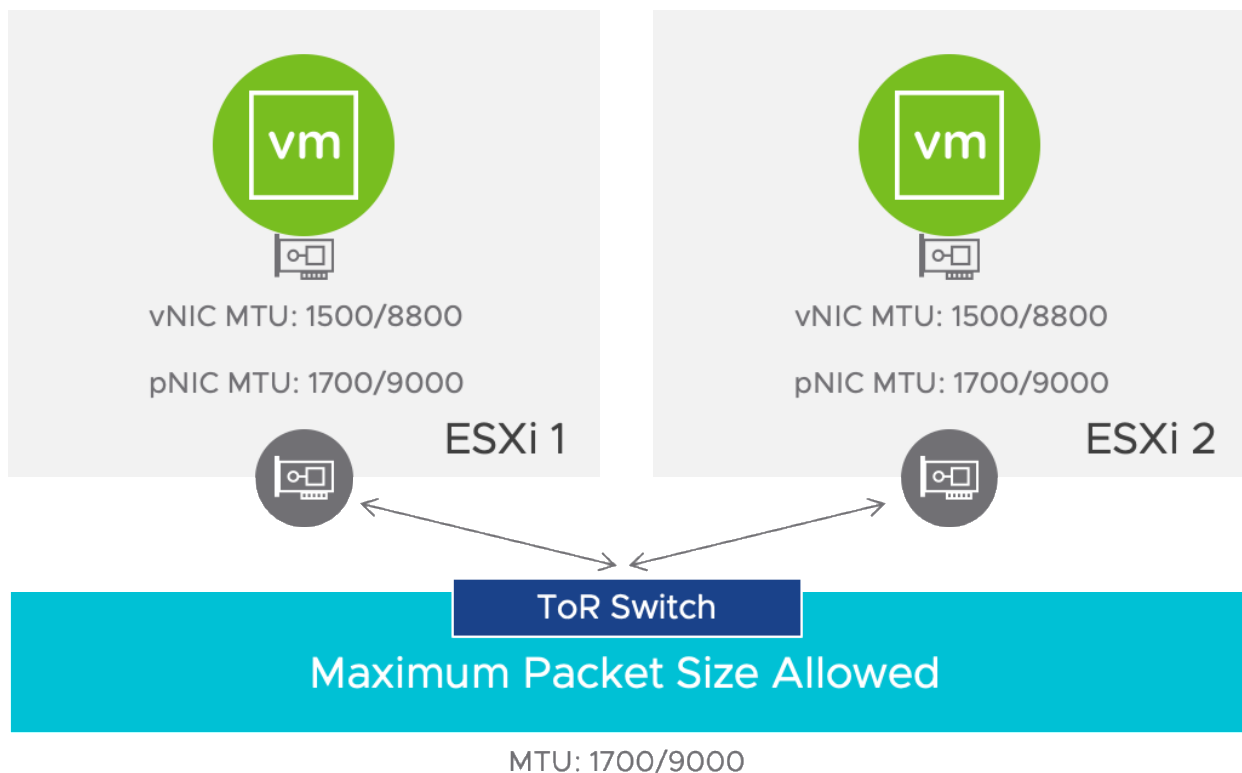 vm
vNIC MTU: 1500/8800
pNIC MTU: 1700/9000
ESXi 1
vm
vNIC MTU: 1500/8800
pNIC MTU: 1700/9000
ESXi 2
ToR Switch
Maximum Packet Size Allowed
MTU: 1700/9000